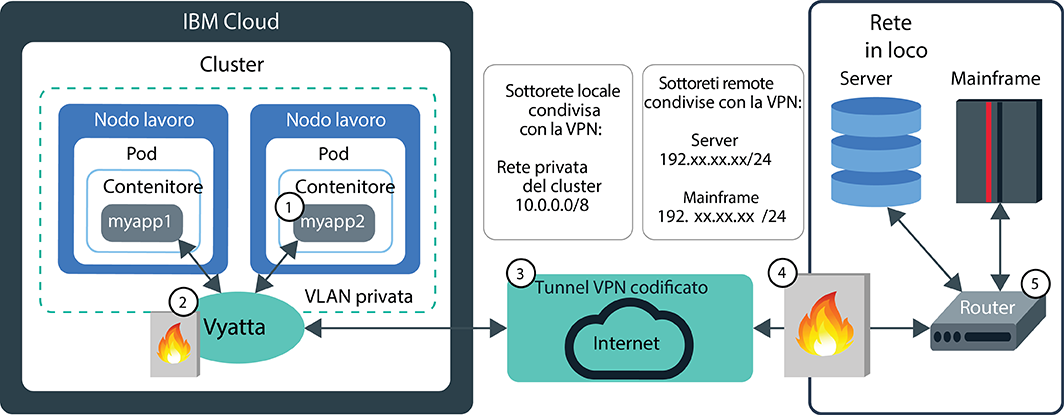 IBM Cloud
Cluster
Nodo lavoro
Pod
Contenitore
myapp1
Nodo lavoro
Pod
Contenitore
1
myapp2
2
Vyatta
VLAN privata
Sottorete locale
condivisa
con la VPN:
Rete privata
del cluster
10.0.0.0/8
Sottoreti remote
condivise con la VPN:
Server
192.xx.xx.xx/24
Mainframe
192. xx.xx.xx /24
3
Tunnel VPN codificato
Internet
4
Rete
in loco
Server
Mainframe
5
Router